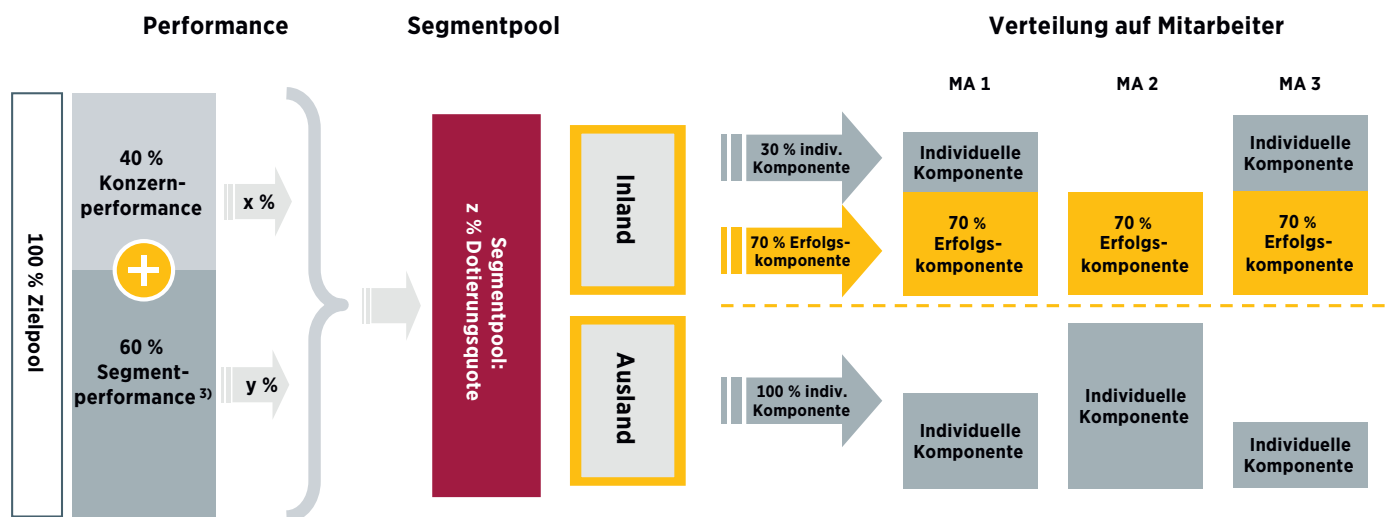 Performance
Segmentpool
Verteilung auf Mitarbeiter
MA 1
MA 2
MA 3
100 % Zielpool
40 %
Konzern-
performance
x %
60 %
Segment-
performance 3)
y %
Segmentpool:
z % Dotierungsquote
Inland
Ausland
30 % indiv.
Komponente
70 % Erfolgs-
komponente
100 % indiv.
Komponente
Individuelle
Komponente
70 %
Erfolgs-
komponente
70 %
Erfolgs-
komponente
Individuelle
Komponente
70 %
Erfolgs-
komponente
Individuelle
Komponente
Individuelle
Komponente
Individuelle
Komponente